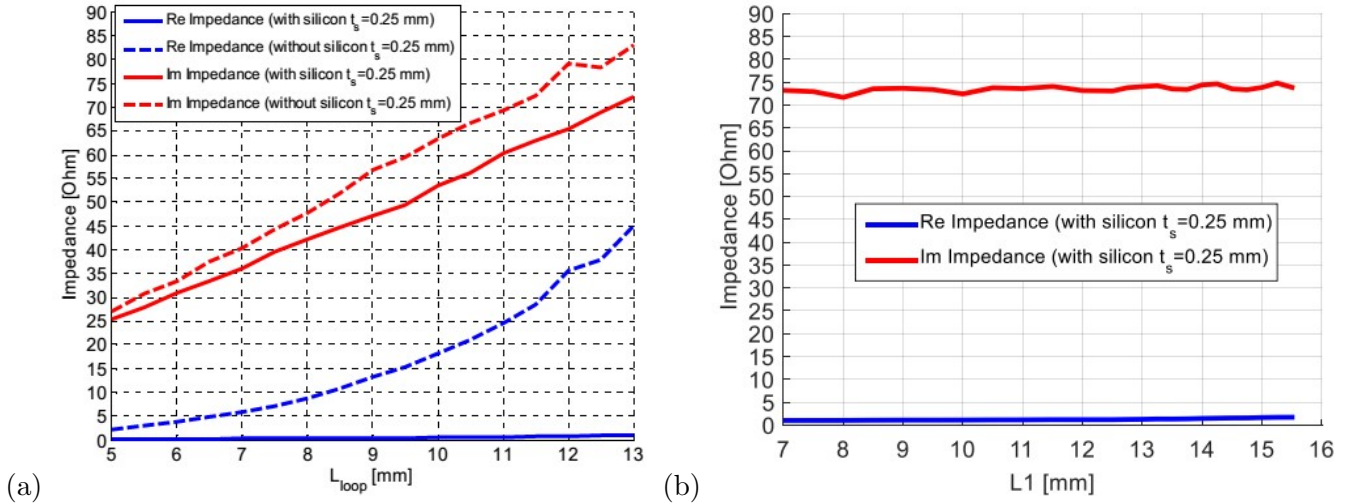 90
85
80
75
70
65
60
55
50
45
40
35
30
25
20
15
10
5
0
Impedance [Ohm]
Re Impedance (with silicon ts=0.25 mm)
Re Impedance (without silicon ts=0.25 mm)
Im Impedance (with silicon ts=0.25 mm)
Im Impedance (without silicon ts=0.25 mm)
5 6 7 8 9 10 11 12 13
Lloop [mm]
(a)
90
85
80
75
70
65
60
55
50
45
40
35
30
25
20
15
10
5
0
Impedance [Ohm]
Re Impedance (with silicon ts=0.25 mm)
Im Impedance (with silicon ts=0.25 mm)
7 8 9 10 11 12 13 14 15 16
L1 [mm]
(b)